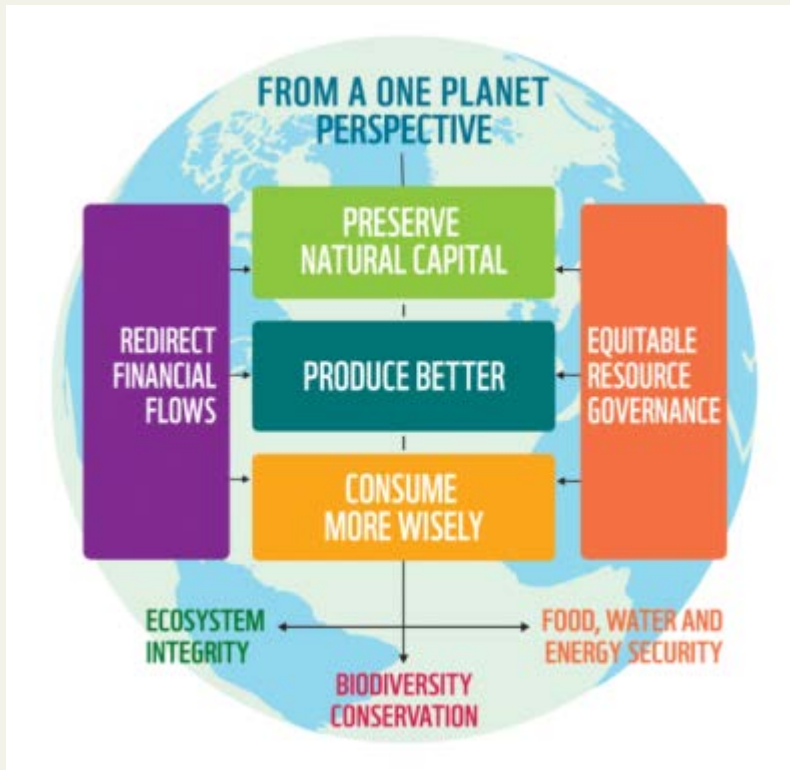 FROM A ONE PLANET
PERSPECTIVE
PRESERVE
NATURAL CAPITAL
REDIRECT
FINANCIAL
FLOWS
PRODUCE BETTER
EQUITABLE
RESOURCE
GOVERNANCE
CONSUME
MORE WISELY
ECOSYSTEM
INTEGRITY
BIODIVERSITY
CONSERVATION
FOOD, WATER AND
ENERGY SECURITY